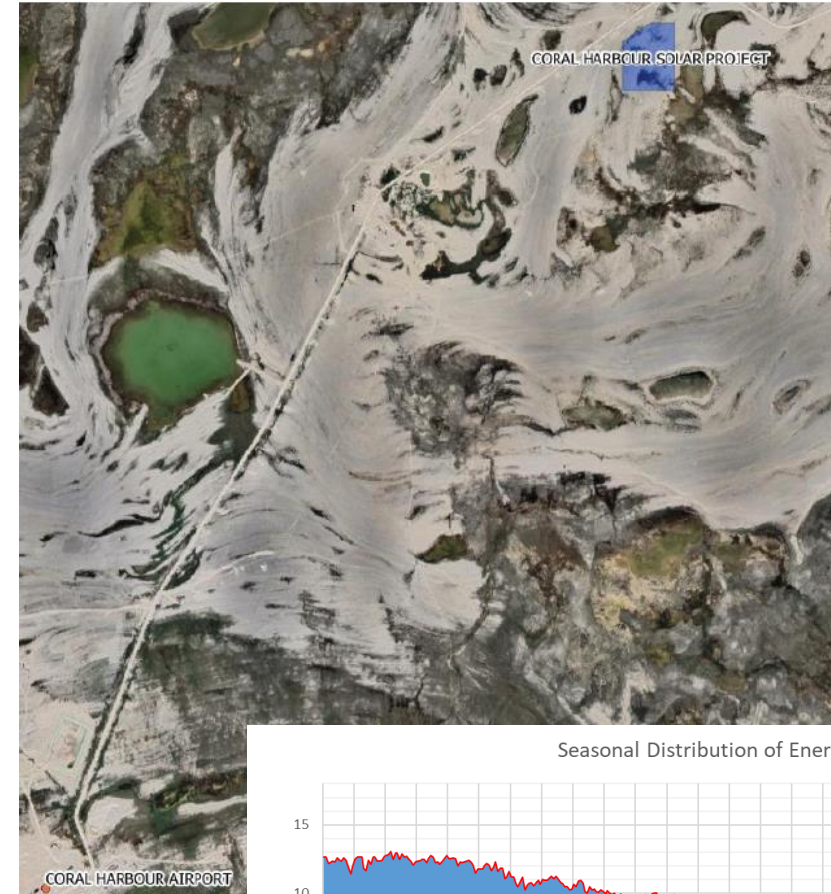 CORAL HARBOUR SOLAR PROJECT
CORAL HARBOUR AIRPORT
Seasonal Distribution of Ener
15
10